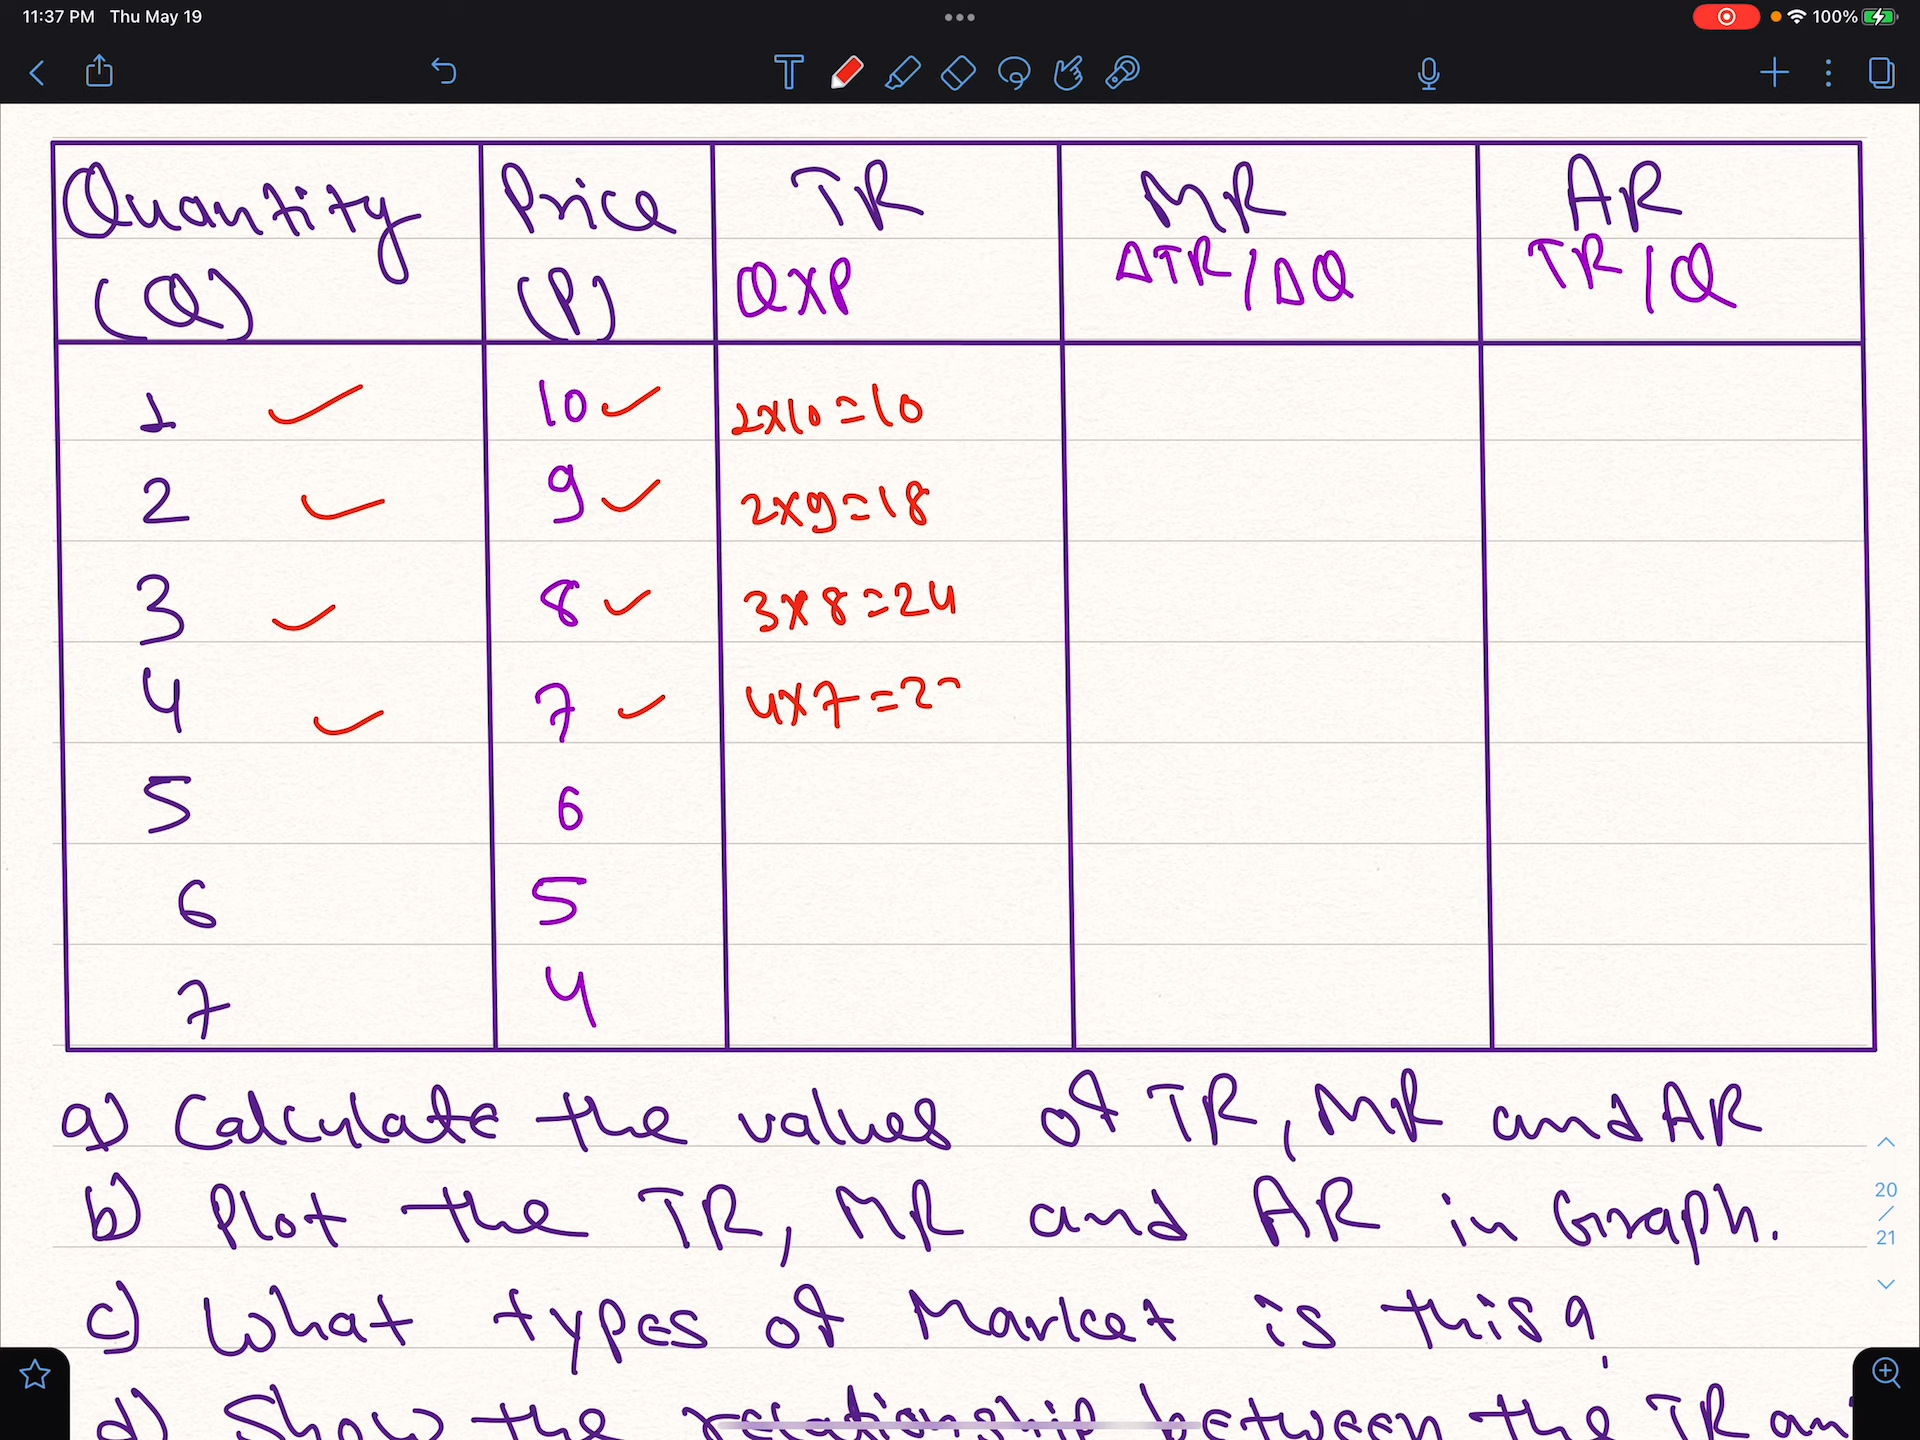 11:37 PM Thu May 19
100%
Quantity Price TR MR AR
(Q) (P) QXP ΔTR/ΔQ TR/Q
1 10 1x10=10
2 9 2x9=18
3 8 3x8=24
4 7 4x7=2
5 6
6 5
7 4
a) Calculate the values of TR, MR and AR
b) Plot the TR, MR and AR in Graph.
20
/
21
c) What types of Market is this?
d) Show the relationship between the TR an